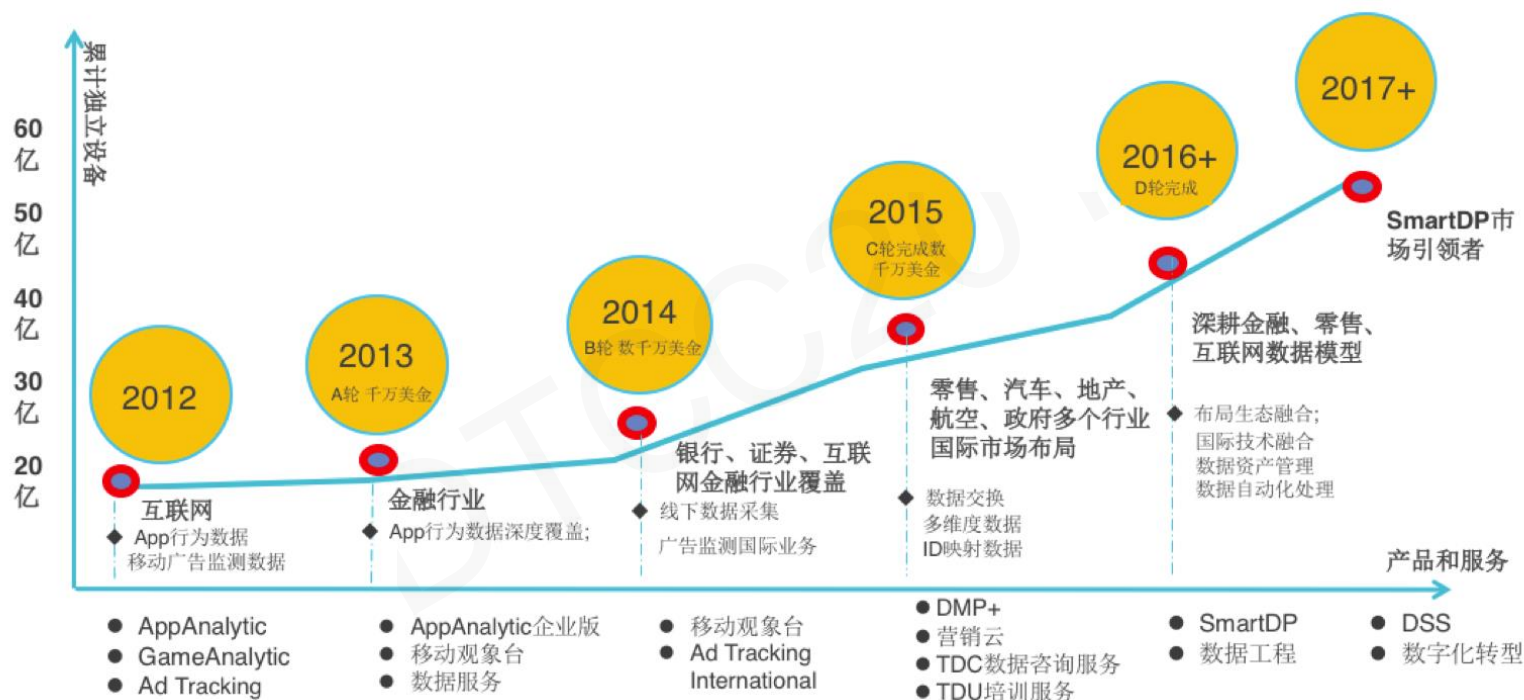 累计独立设备
60
亿
50
亿
40
亿
30
亿
20
亿
2012
2013
A轮 千万美金
2014
B轮 数千万美金
2015
C轮完成数
千万美金
2016+
D轮完成
2017+
互联网
App行为数据
移动广告监测数据
金融行业
App行为数据深度覆盖;
银行、证券、互联
网金融行业覆盖
线下数据采集
广告监测国际业务
零售、汽车、地产、
航空、政府多个行业
国际市场布局
数据交换
多维度数据
ID映射数据
深耕金融、零售、
互联网数据模型
布局生态融合;
国际技术融合
数据资产管理
数据自动化处理
SmartDP市
场引领者
产品和服务
AppAnalytic
GameAnalytic
Ad Tracking
AppAnalytic企业版
移动观象台
数据服务
移动观象台
Ad Tracking
International
DMP+
营销云
TDC数据咨询服务
TDU培训服务
SmartDP
数据工程
DSS
数字化转型